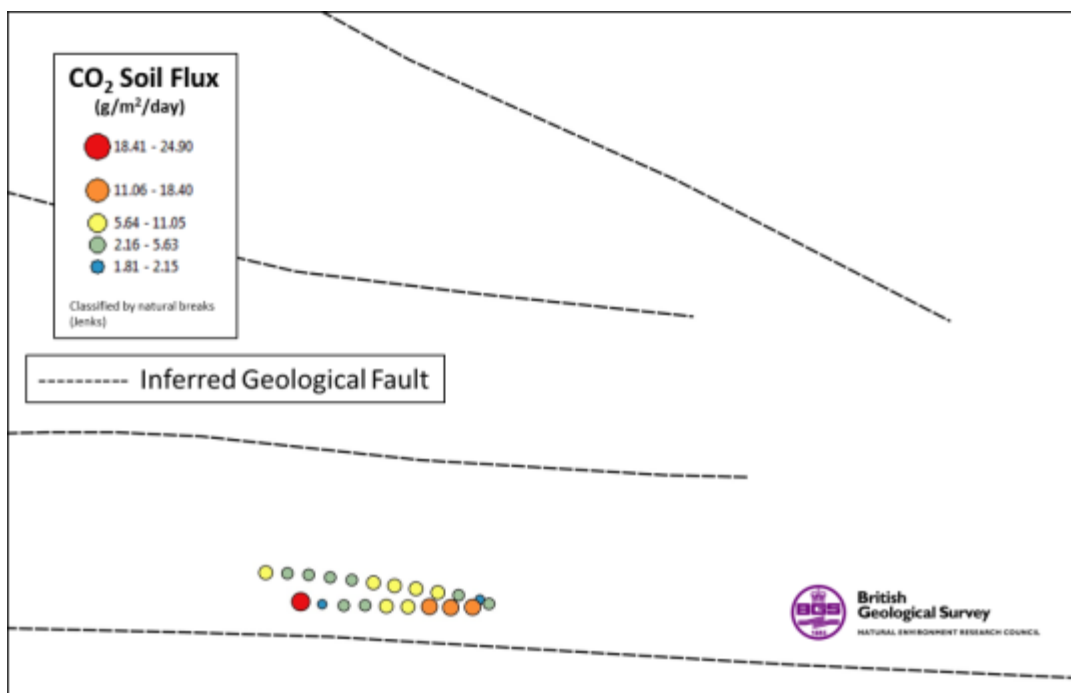 CO₂ Soil Flux
(g/m²/day)
18.41 - 24.90
11.06 - 18.40
5.64 - 11.05
2.16 - 5.63
1.81 - 2.15
Classified by natural breaks
(Jenks)
Inferred Geological Fault
BGS
British
Geological Survey
NATURAL ENVIRONMENT RESEARCH COUNCIL